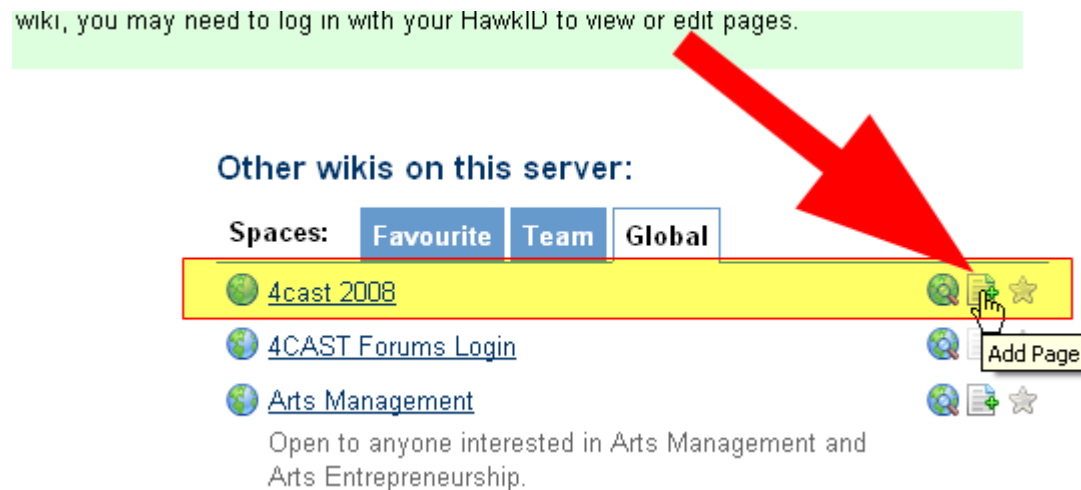 wiki, you may need to log in with your HawkID to view or edit pages.
Other wikis on this server:
Spaces: Favourite Team Global
4cast 2008
4CAST Forums Login
Add Page
Arts Management
Open to anyone interested in Arts Management and
Arts Entrepreneurship.